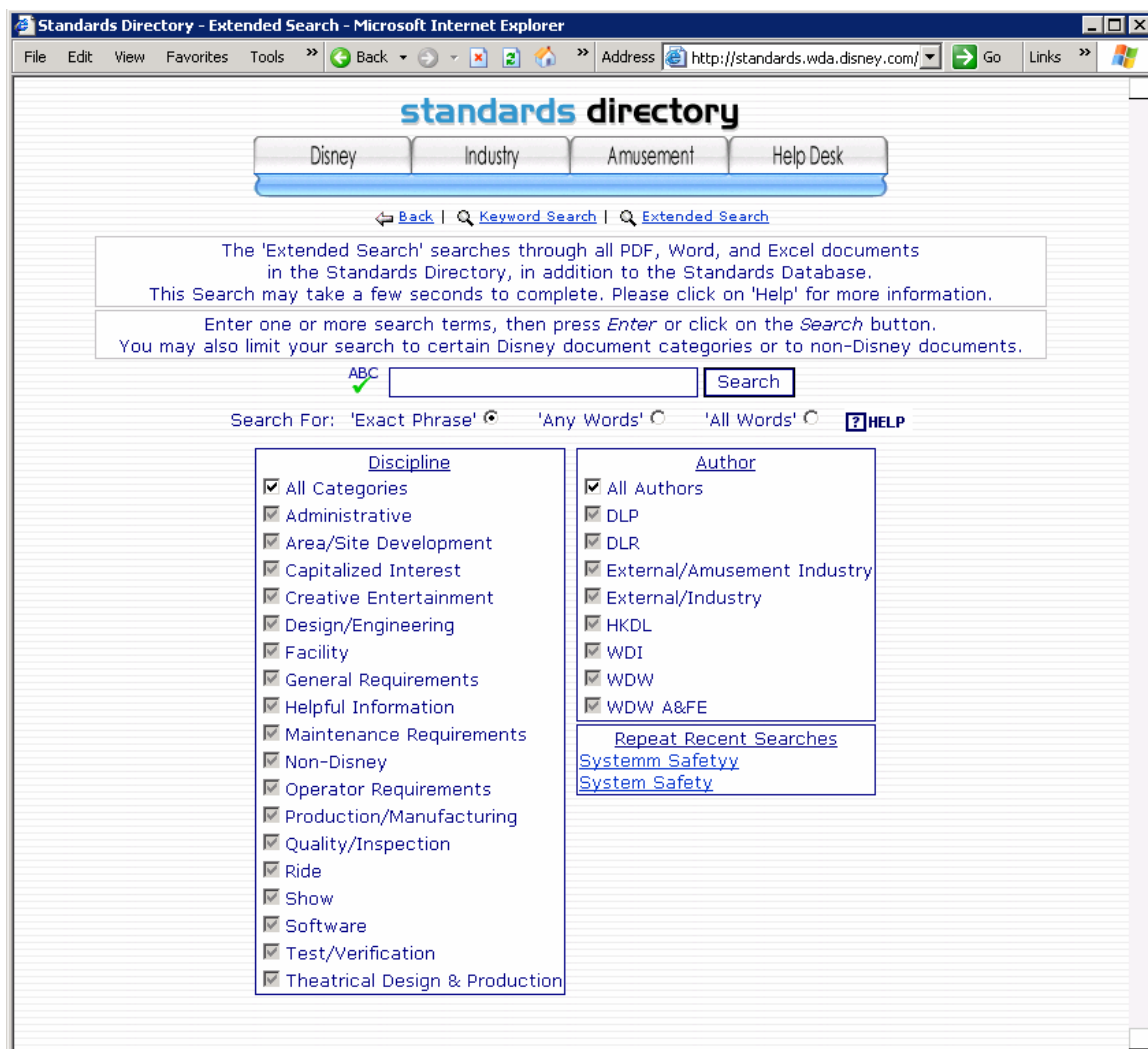 Standards Directory - Extended Search - Microsoft Internet Explorer
File Edit View Favorites Tools » Back » Address http://standards.wda.disney.com/ Go Links »
standards directory
Disney Industry Amusement Help Desk
Back | Keyword Search | Extended Search
The 'Extended Search' searches through all PDF, Word, and Excel documents
in the Standards Directory, in addition to the Standards Database.
This Search may take a few seconds to complete. Please click on 'Help' for more information.
Enter one or more search terms, then press Enter or click on the Search button.
You may also limit your search to certain Disney document categories or to non-Disney documents.
ABC Search
Search For: 'Exact Phrase' 'Any Words' 'All Words' ? HELP
Discipline
All Categories
Administrative
Area/Site Development
Capitalized Interest
Creative Entertainment
Design/Engineering
Facility
General Requirements
Helpful Information
Maintenance Requirements
Non-Disney
Operator Requirements
Production/Manufacturing
Quality/Inspection
Ride
Show
Software
Test/Verification
Theatrical Design & Production
Author
All Authors
DLP
DLR
External/Amusement Industry
External/Industry
HKDL
WDI
WDW
WDW A&FE
Repeat Recent Searches
Systemm Safetyy
System Safety